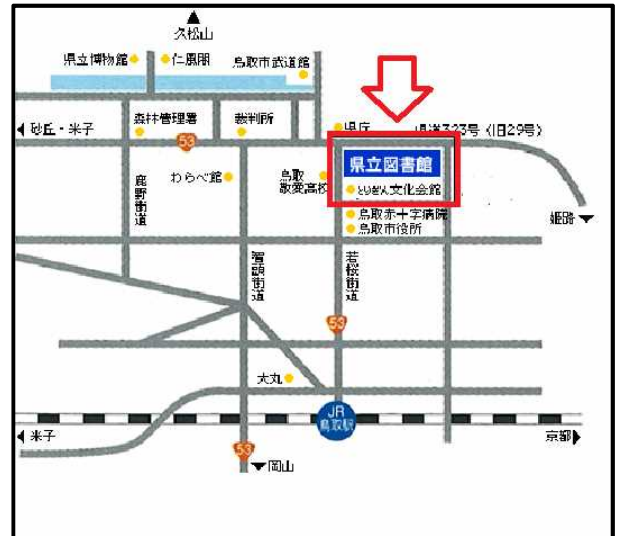 久松山
県立博物館
仁風閣
鳥取市武道館
砂丘・米子
森林管理署
裁判所
県庁
県道323号(旧29号)
53
県立図書館
わらべ館
鳥取
敬愛高校
とりぎん文化会館
鹿野街道
鳥取赤十字病院
鳥取市役所
姫路
智頭街道
若桜街道
53
大丸
JR
鳥取駅
米子
京都
53
岡山